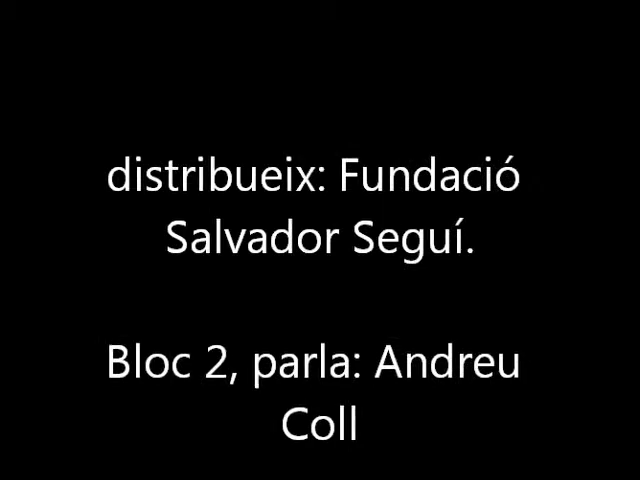 distribueix: Fundació
Salvador Seguí.
Bloc 2, parla: Andreu
Coll